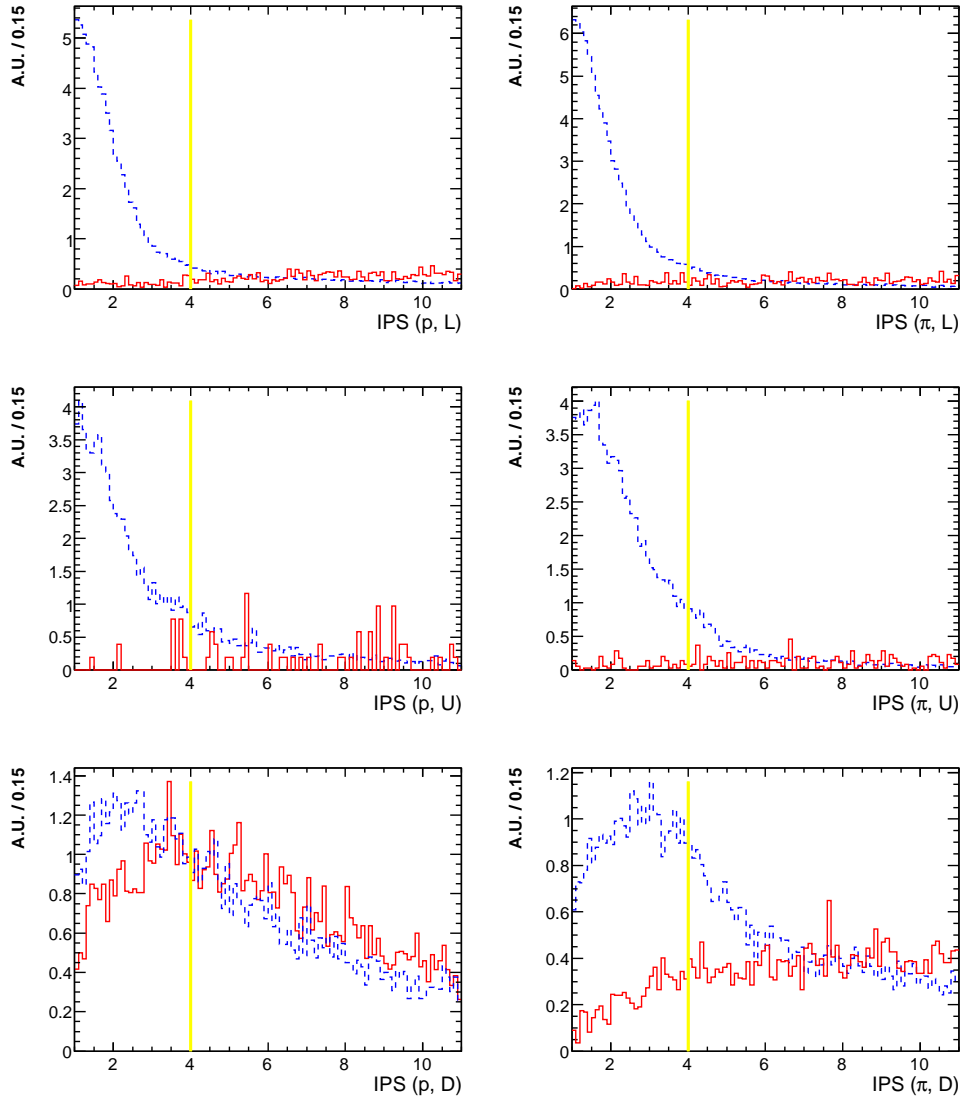 A.U. / 0.15
5
4
3
2
1
0
2 4 6 8 10
IPS (p, L)
A.U. / 0.15
6
5
4
3
2
1
0
2 4 6 8 10
IPS (π, L)
A.U. / 0.15
4
3.5
3
2.5
2
1.5
1
0.5
0
2 4 6 8 10
IPS (p, U)
A.U. / 0.15
4
3.5
3
2.5
2
1.5
1
0.5
0
2 4 6 8 10
IPS (π, U)
A.U. / 0.15
1.4
1.2
1
0.8
0.6
0.4
0.2
0
2 4 6 8 10
IPS (p, D)
A.U. / 0.15
1.2
1
0.8
0.6
0.4
0.2
0
2 4 6 8 10
IPS (π, D)